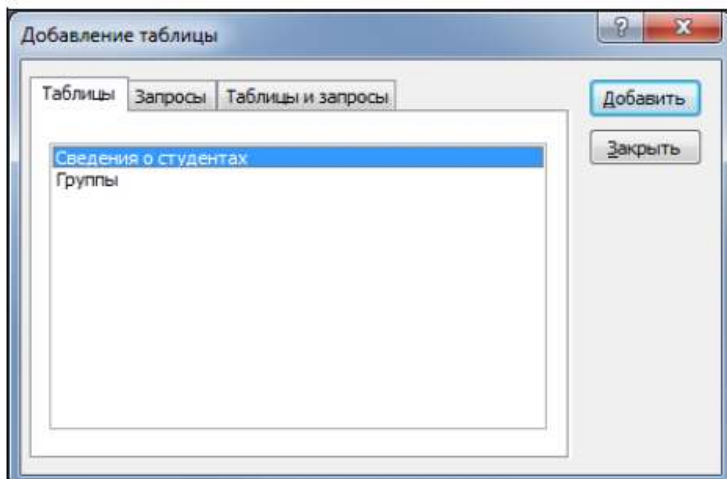 Добавление таблицы
Таблицы Запросы Таблицы и запросы
Добавить
Сведения о студентах
Закрыть
Группы